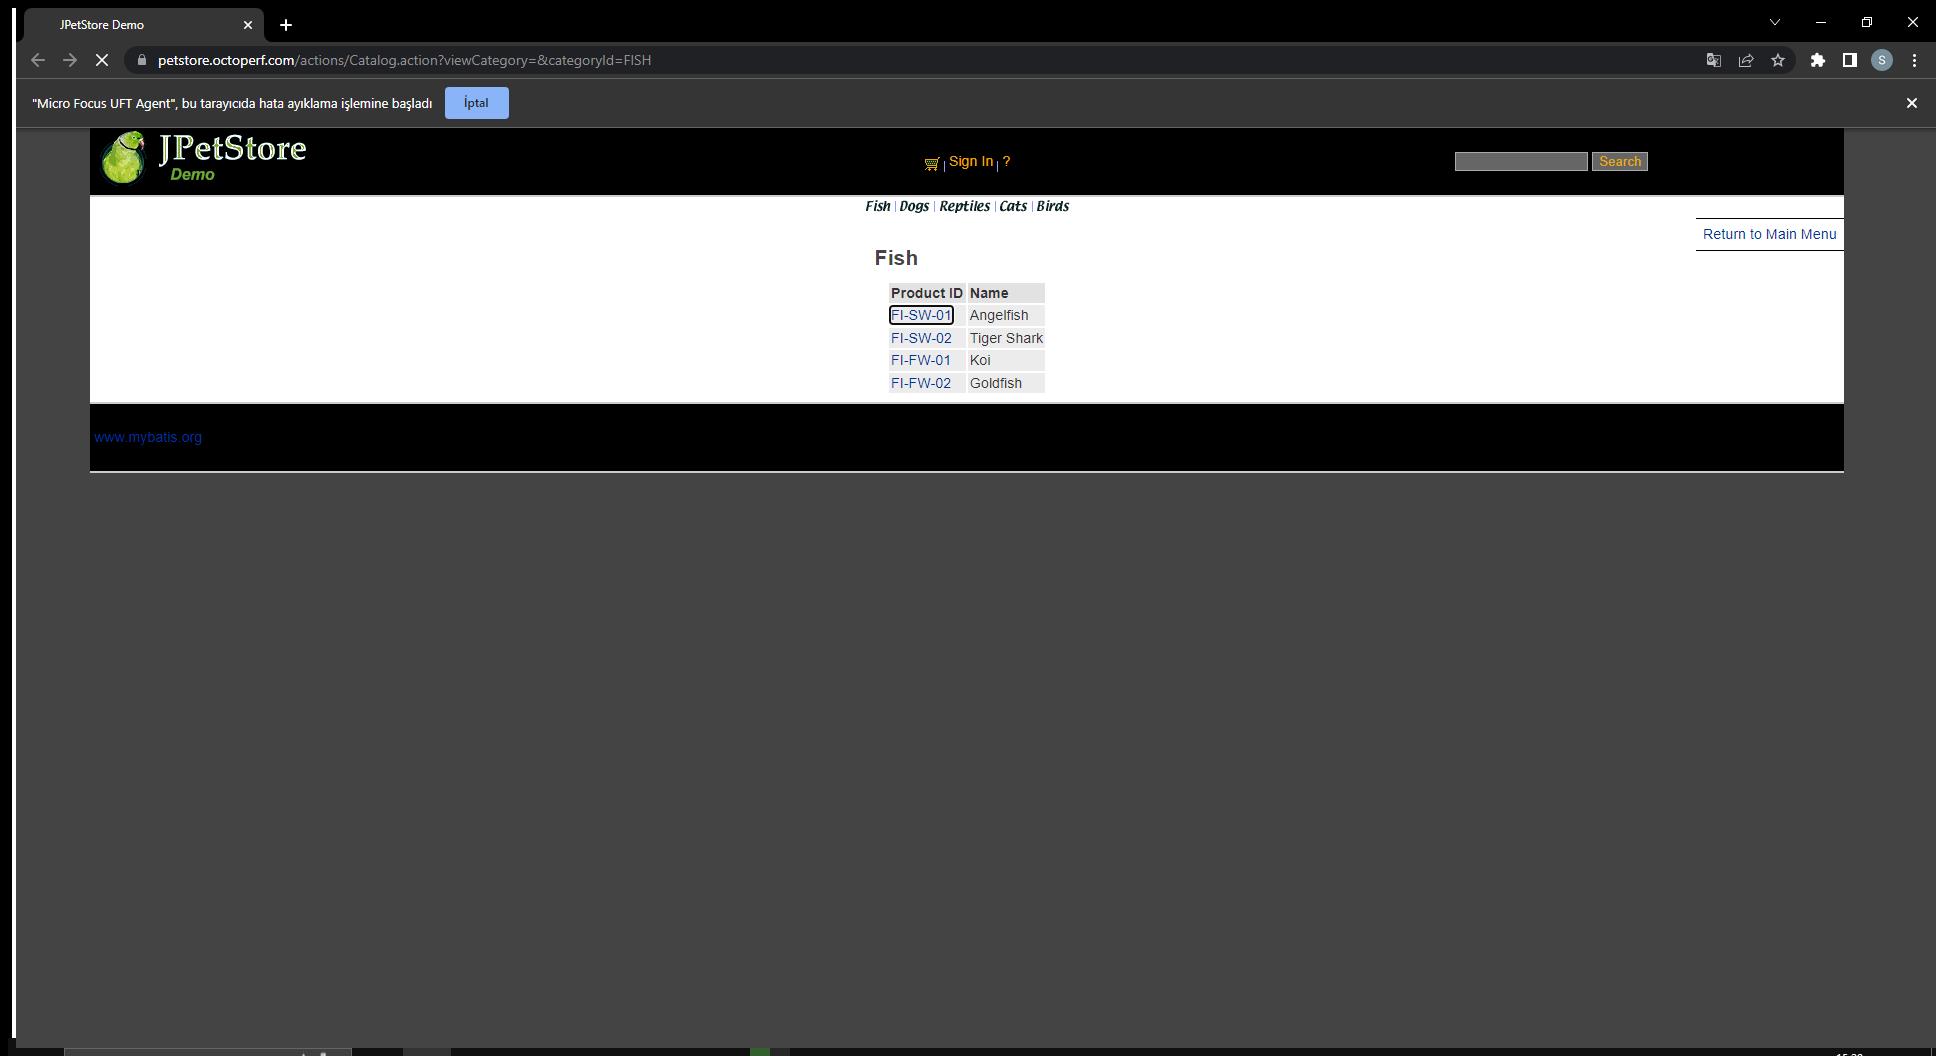 JPetStore Demo
petstore.octoperf.com/actions/Catalog.action?viewCategory=&categoryId=FISH
S
"Micro Focus UFT Agent", bu tarayıcıda hata ayıklama işlemine başladı
İptal
JPetStore
Demo
| Sign In | ?
Search
Fish | Dogs | Reptiles | Cats | Birds
Return to Main Menu
Fish
Product ID Name
FI-SW-01 Angelfish
FI-SW-02 Tiger Shark
FI-FW-01 Koi
FI-FW-02 Goldfish
www.mybatis.org